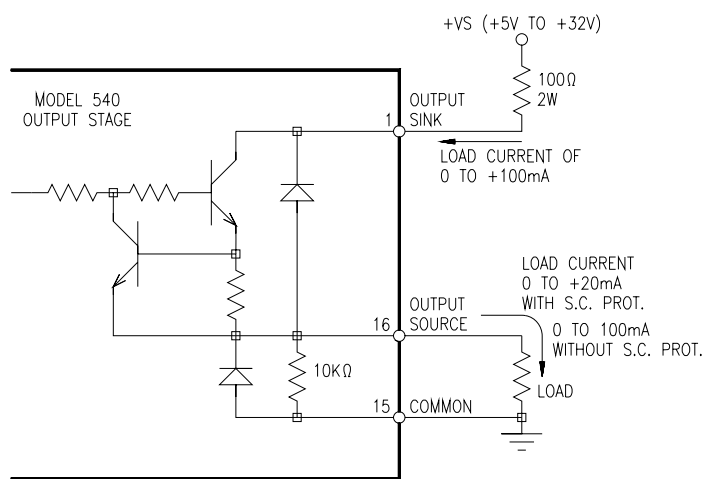 +VS (+5V TO +32V)
100Ω
2W
MODEL 540
OUTPUT STAGE
OUTPUT
SINK
1
LOAD CURRENT OF
0 TO +100mA
LOAD CURRENT
0 TO +20mA
WITH S.C. PROT.
OUTPUT
SOURCE
16
0 TO 100mA
WITHOUT S.C. PROT.
10KΩ
LOAD
15
COMMON